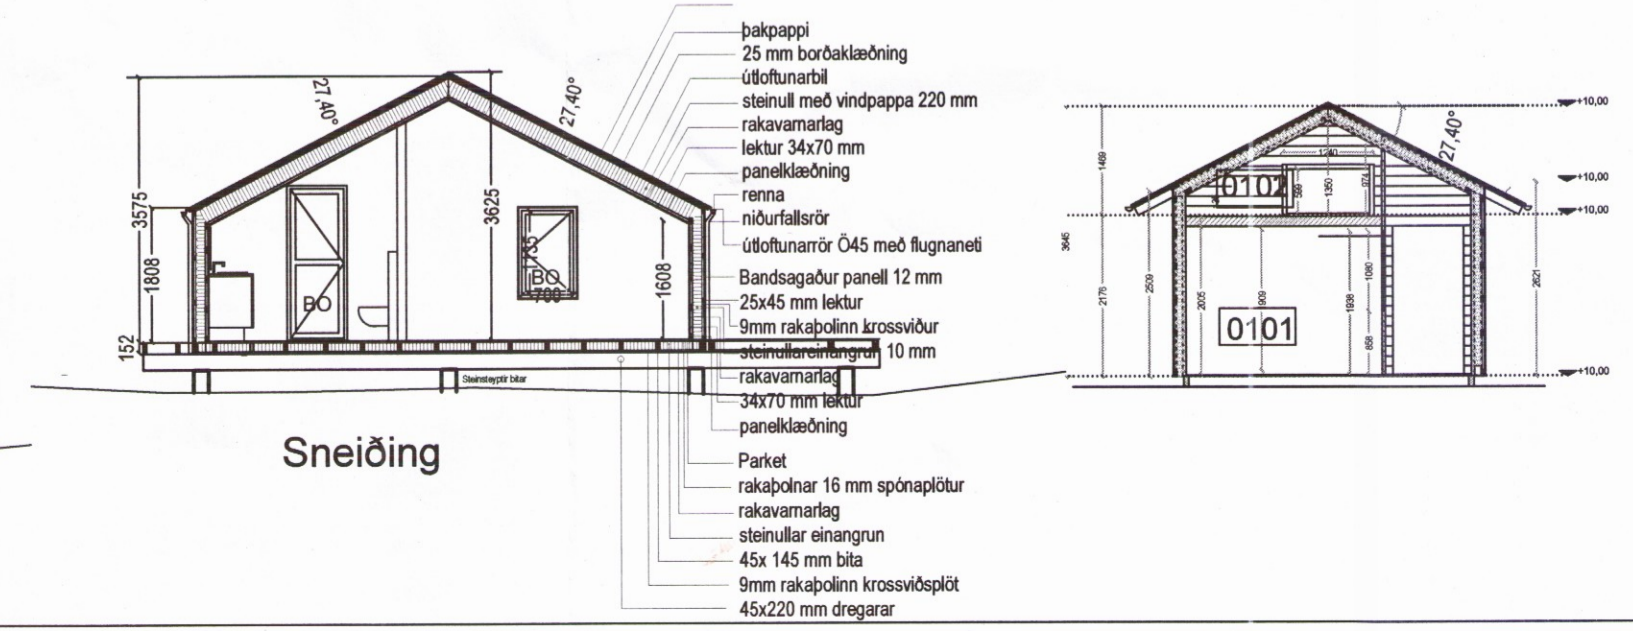 þakpappi
25 mm borðaklæðning
útloftunarbil
steinull með vindpappa 220 mm
rakavarnarlag
lektur 34x70 mm
panelklæðning
renna
niðurfallsrör
útloftunarrör Ö45 með flugnaneti
Bandsagaður panell 12 mm
25x45 mm lektur
9mm rakaþolinn krossviður
steinullareinangrun 10 mm
rakavarnarlag
34x70 mm lektur
panelklæðning
Parket
rakaþolnar 16 mm spónaplötur
rakavarnarlag
steinullar einangrun
45x 145 mm bita
9mm rakaþolinn krossviðsplöt
45x220 mm dregarar
27,40°
27,40°
3575
3625
1808
1608
152
BO
BO
700
Steinsteyptir bitar
Sneiðing
+10,00
+10,00
+10,00
+10,00
27,40°
1469
3645
2176
2509
2005
1909
1938
1080
858
2621
1240
1350
974
0102
0101